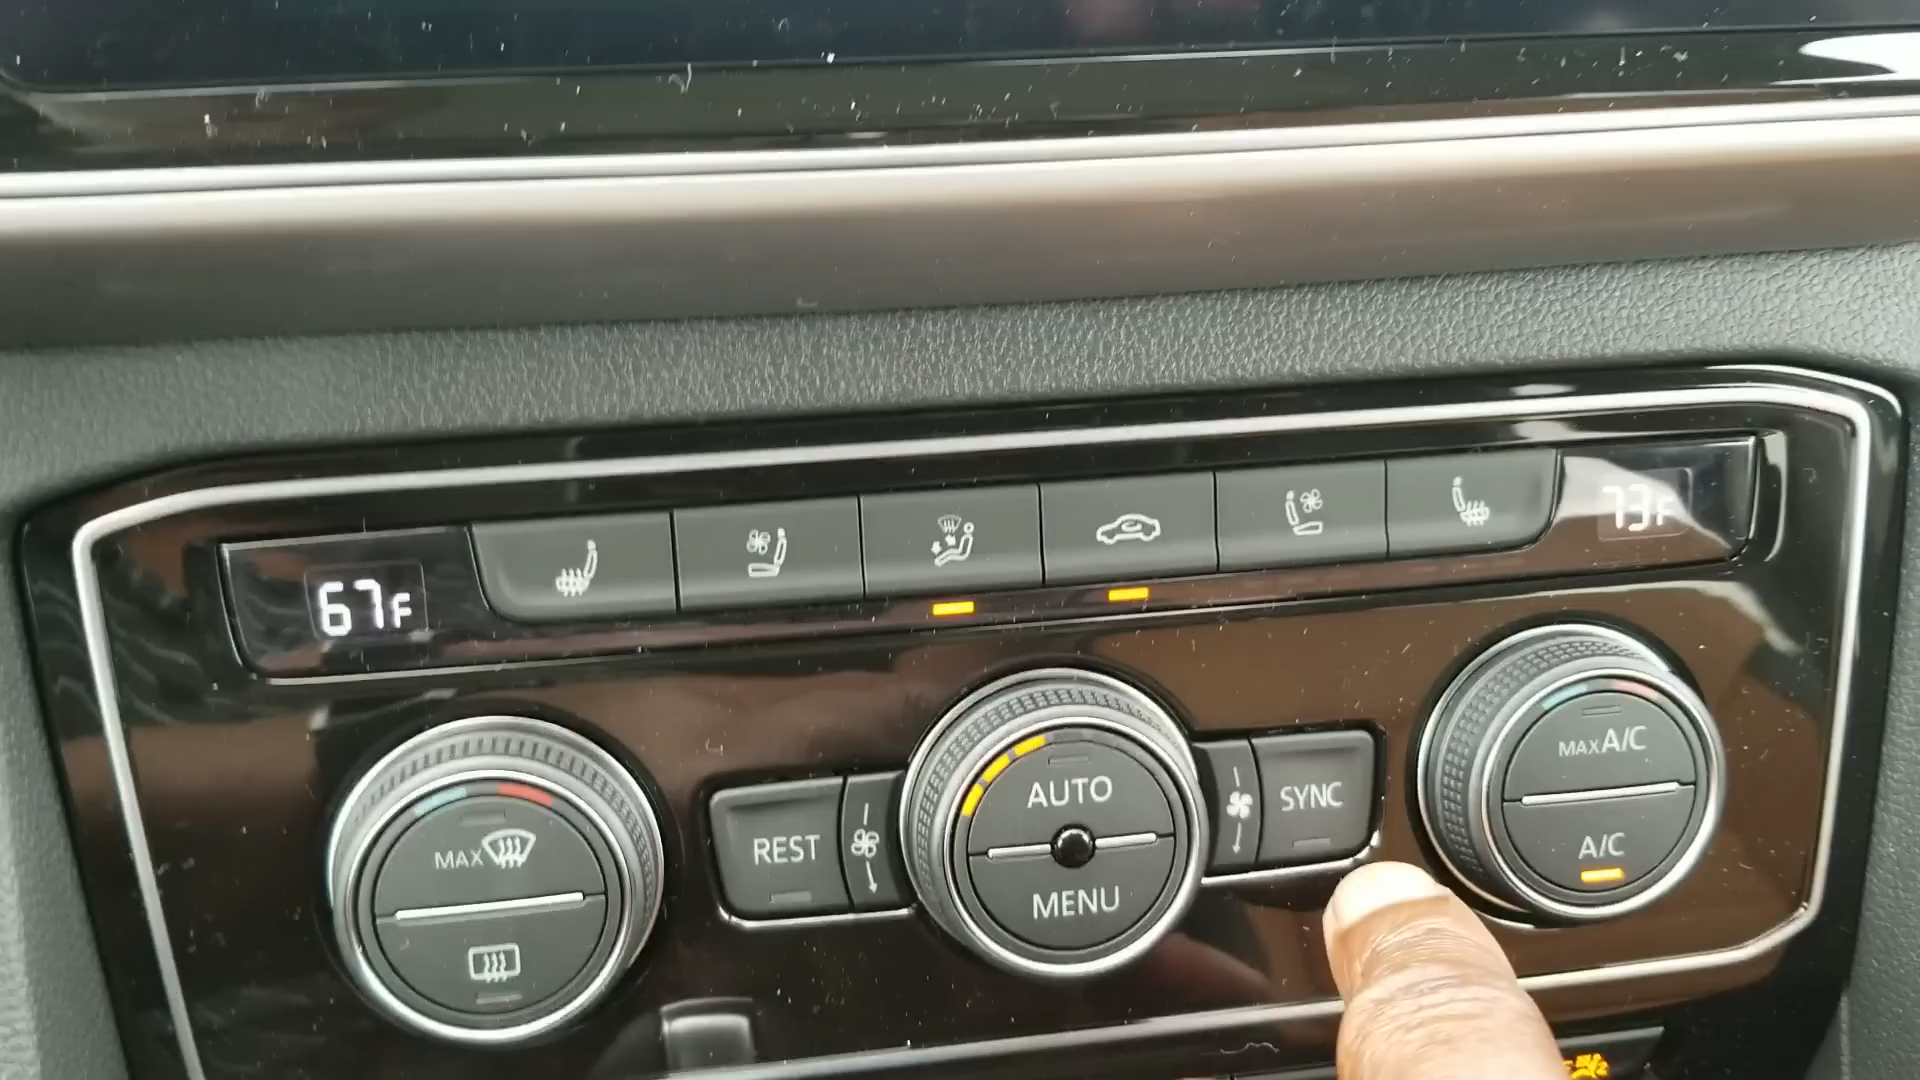 67F
73F
MAX
REST
AUTO
MENU
SYNC
MAX A/C
A/C